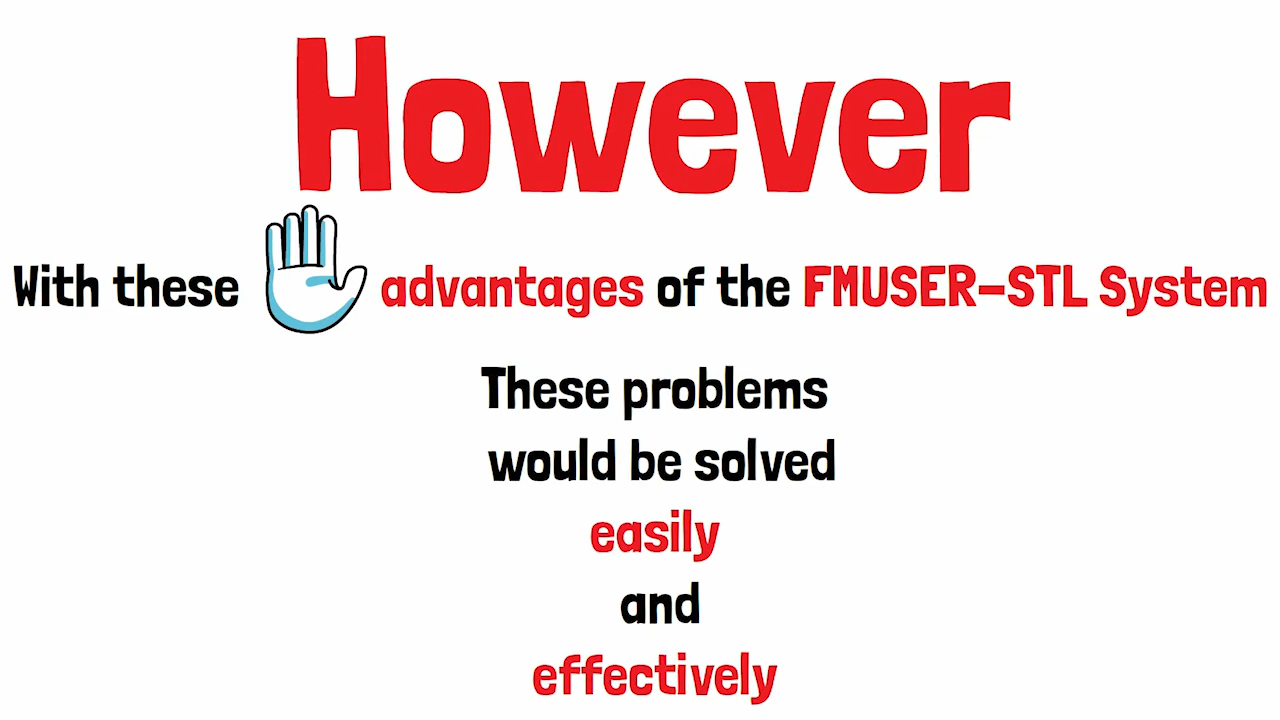 However
With these advantages of the FMUSER-STL System
These problems
would be solved
easily
and
effectively